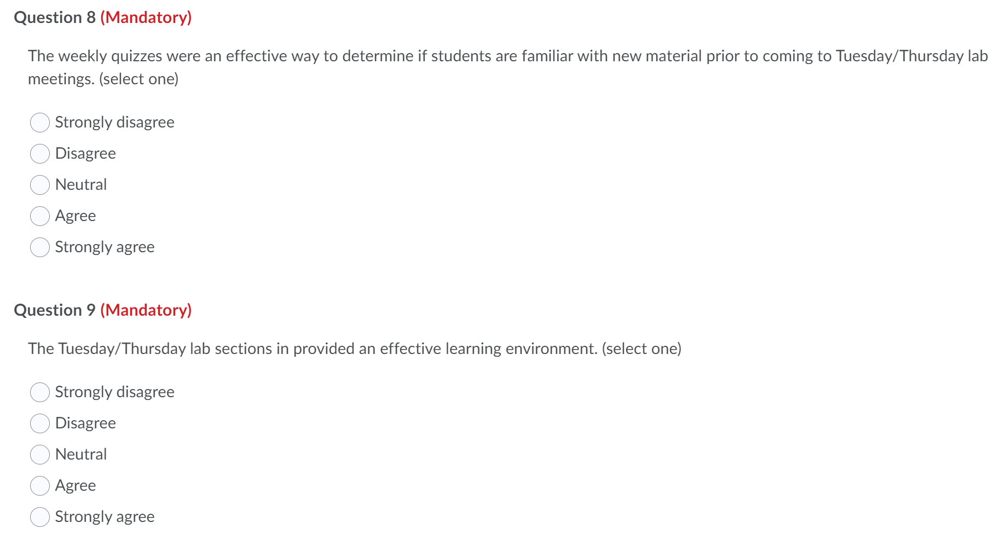 Question 8 (Mandatory)
The weekly quizzes were an effective way to determine if students are familiar with new material prior to coming to Tuesday/Thursday lab
meetings. (select one)
Strongly disagree
Disagree
Neutral
Agree
Strongly agree
Question 9 (Mandatory)
The Tuesday/Thursday lab sections in provided an effective learning environment. (select one)
Strongly disagree
Disagree
Neutral
Agree
Strongly agree